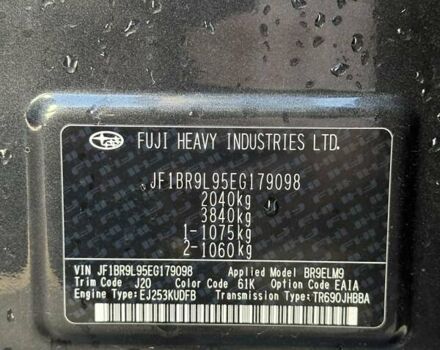 FUJI HEAVY INDUSTRIES LTD.
JF1BR9L95EG179098
2040kg
3840kg
1-1075kg
2-1060kg
VIN JF1BR9L95EG179098 Applied Model BR9ELM9
Trim Code J20 Color Code 61K Option Code EA1A
Engine Type EJ253KUDFB Transmission Type TR690JHBBA